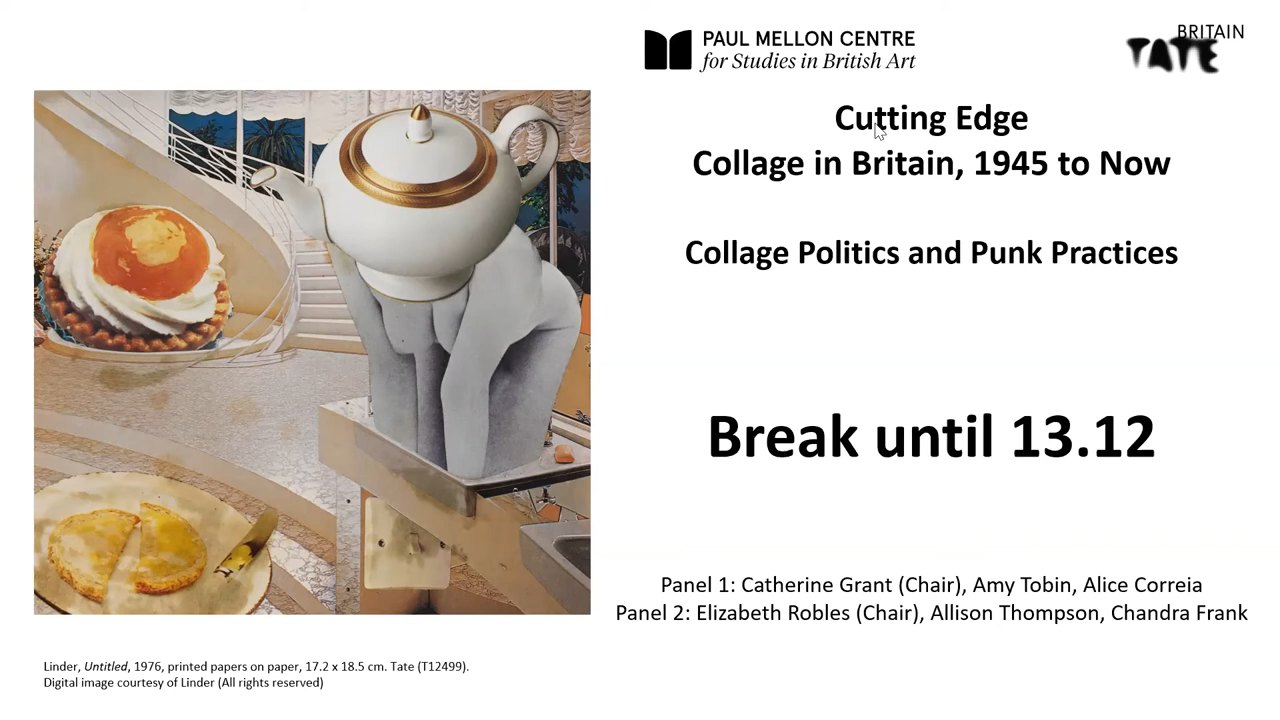 PAUL MELLON CENTRE
for Studies in British Art
BRITAIN
TATE
Cutting Edge
Collage in Britain, 1945 to Now
Collage Politics and Punk Practices
Break until 13.12
Panel 1: Catherine Grant (Chair), Amy Tobin, Alice Correia
Panel 2: Elizabeth Robles (Chair), Allison Thompson, Chandra Frank
Linder, Untitled, 1976, printed papers on paper, 17.2 x 18.5 cm. Tate (T12499).
Digital image courtesy of Linder (All rights reserved)